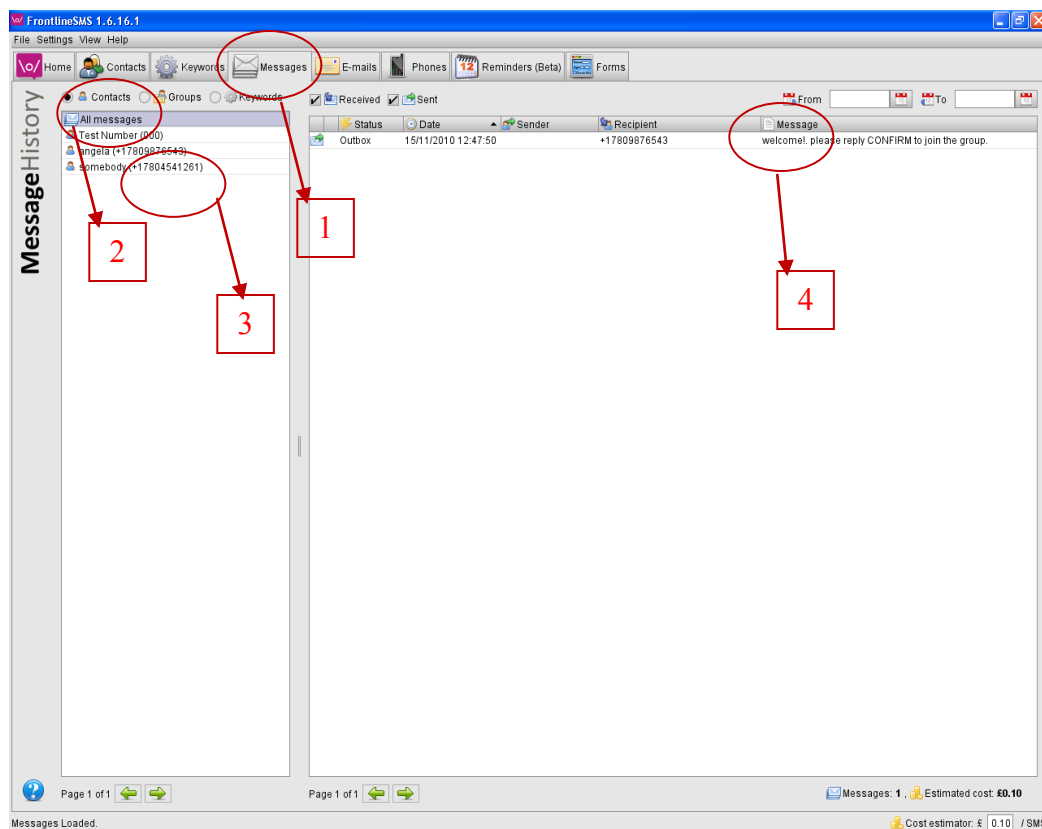 FrontlineSMS 1.6.16.1
File Settings View Help
Home Contacts Keywords Messages E-mails Phones 12 Reminders (Beta) Forms
MessageHistory
Contacts Groups Keywords
Received Sent From To
All messages
Status Date Sender Recipient Message
Test Number (000)
Outbox 15/11/2010 12:47:50 +17809876543 welcome!. please reply CONFIRM to join the group.
angela (+17809876543)
somebody (+17804541261)
1
2
3
4
Page 1 of 1
Page 1 of 1
Messages: 1 , Estimated cost: £0.10
Messages Loaded.
Cost estimator: £ 0.10 / SMS